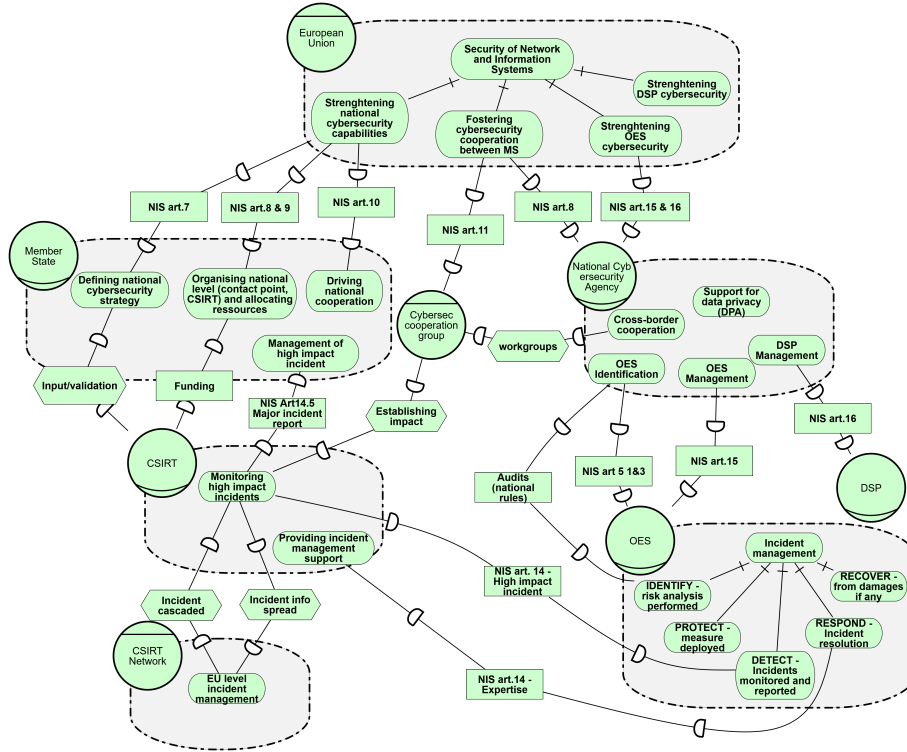 European
Union
Security of Network
and Information
Systems
Strenghtening
DSP cybersecurity
Strenghtening
national
cybersecurity
capabilities
Fostering
cybersecurity
cooperation
between MS
Strenghtening
OES
cybersecurity
NIS art.7
NIS art.8 & 9
NIS art.10
NIS art.11
NIS art.8
NIS art.15 & 16
Member
State
Defining national
cybersecurity
strategy
Organising national
level (contact point,
CSIRT) and allocating
ressources
Driving
national
cooperation
Management of
high impact
incident
National Cyb
ersecurity
Agency
Support for
data privacy
(DPA)
Cross-border
cooperation
DSP
Management
OES
Identification
OES
Management
Cybersec
cooperation
group
workgroups
Input/validation
Funding
NIS Art14.5
Major incident
report
Establishing
impact
NIS art.16
CSIRT
Monitoring
high impact
incidents
Providing incident
management
support
Audits
(national
rules)
NIS art 5 1&3
NIS art.15
DSP
OES
Incident
management
IDENTIFY -
risk analysis
performed
RECOVER -
from damages
if any
PROTECT -
measure
deployed
RESPOND -
Incident
resolution
DETECT -
Incidents
monitored and
reported
NIS art. 14 -
High impact
incident
Incident
cascaded
Incident info
spread
CSIRT
Network
EU level
incident
management
NIS art.14 -
Expertise